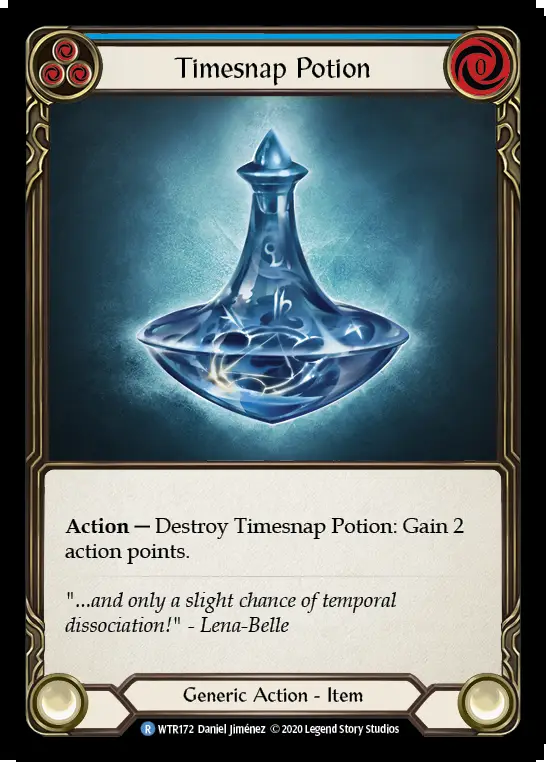 Timesnap Potion
0
Action — Destroy Timesnap Potion: Gain 2
action points.
"...and only a slight chance of temporal
dissociation!" - Lena-Belle
Generic Action - Item
R WTR172 Daniel Jiménez © 2020 Legend Story Studios